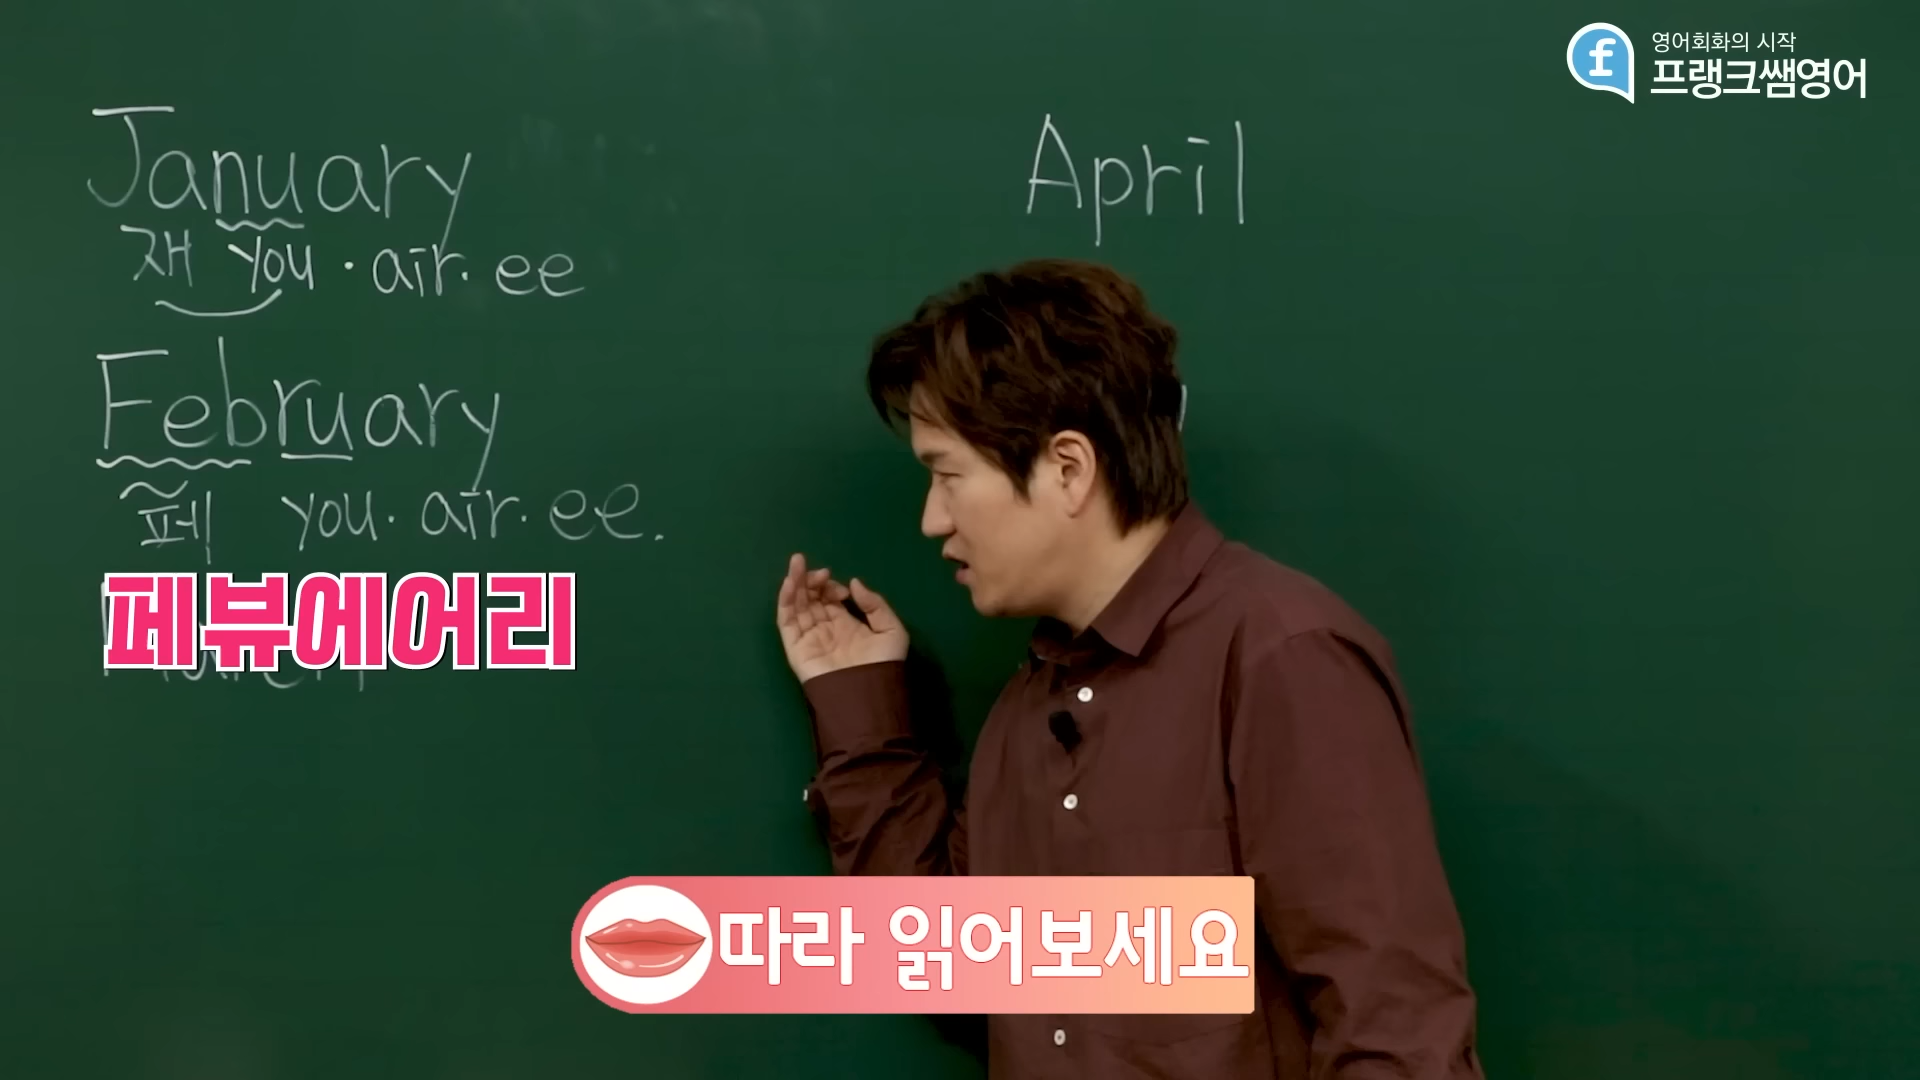 영어회화의 시작
프랭크쌤영어
January
재 you · air · ee
February
페 you · air · ee.
페뷰에어리
April
따라 읽어보세요